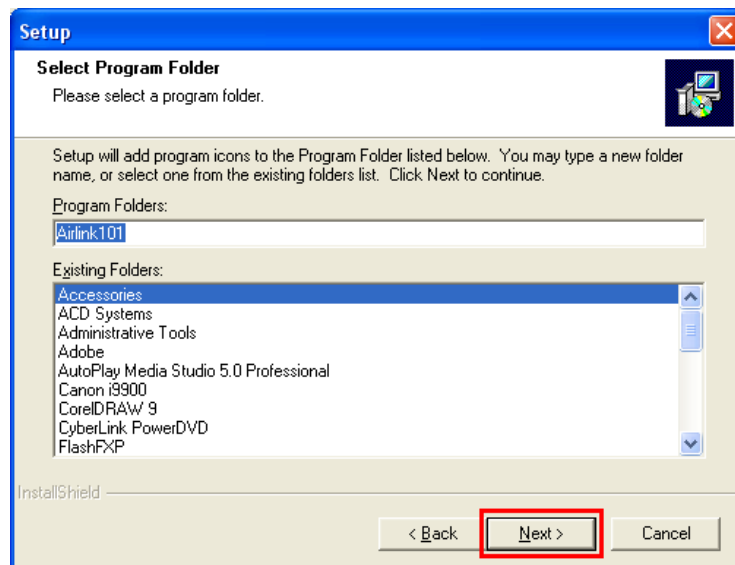 Setup
Select Program Folder
Please select a program folder.
Setup will add program icons to the Program Folder listed below. You may type a new folder
name, or select one from the existing folders list. Click Next to continue.
Program Folders:
Airlink101
Existing Folders:
Accessories
ACD Systems
Administrative Tools
Adobe
AutoPlay Media Studio 5.0 Professional
Canon i9900
CorelDRAW 9
CyberLink PowerDVD
FlashFXP
InstallShield
< Back
Next >
Cancel